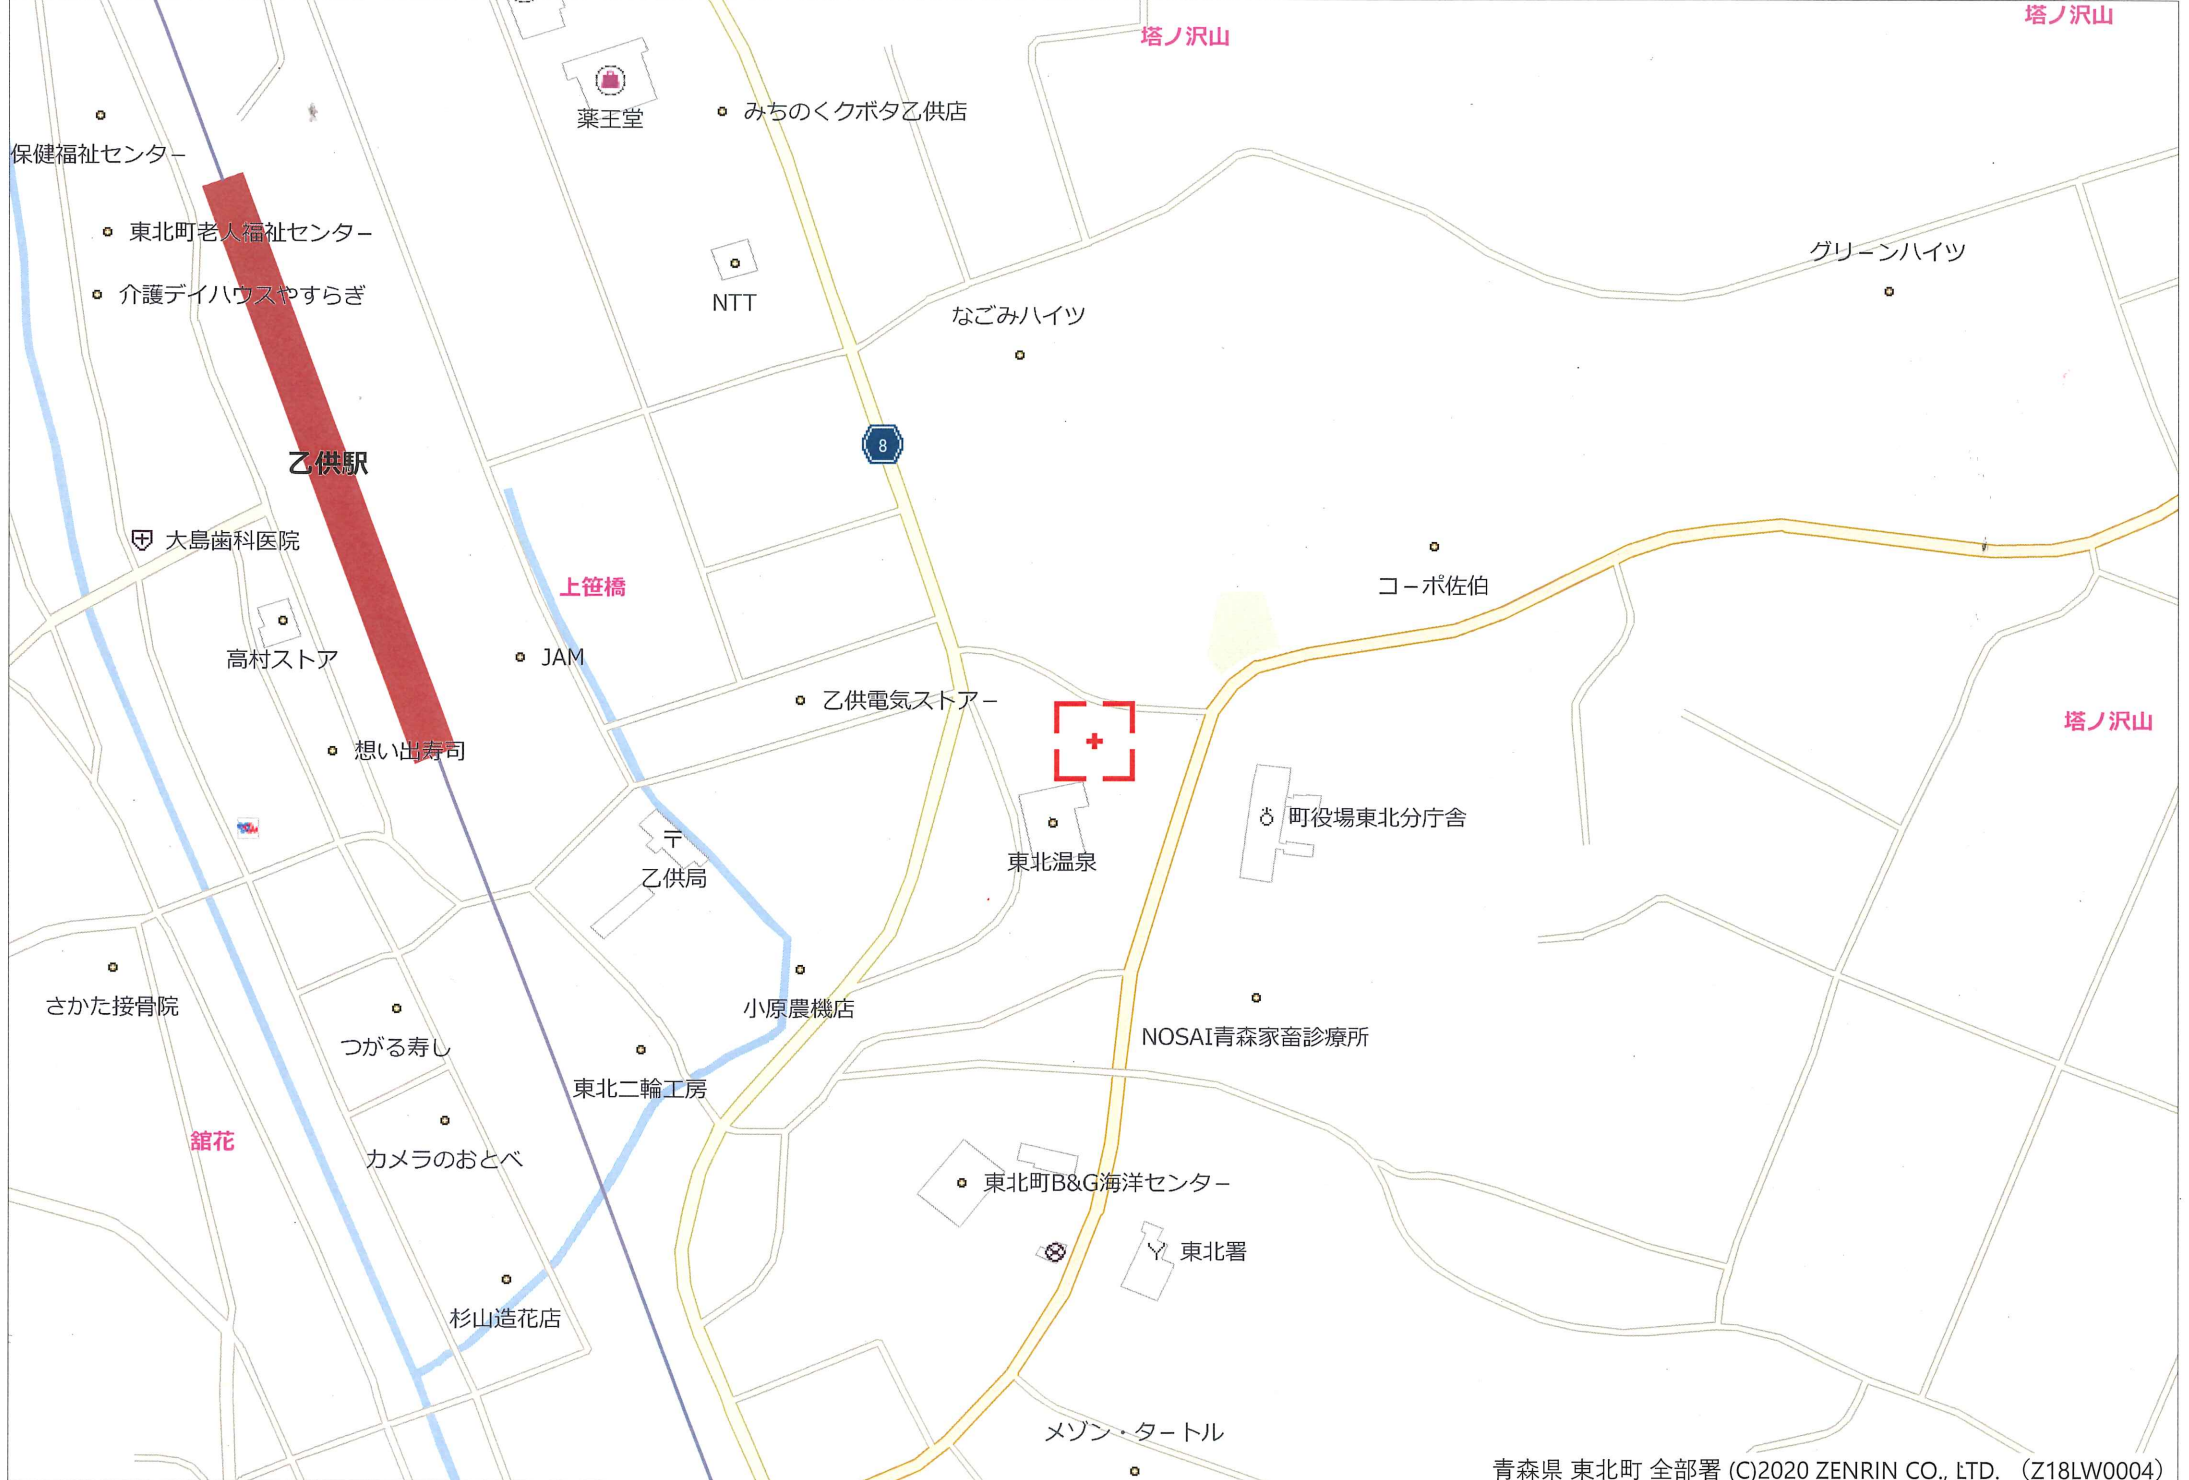 塔ノ沢山
塔ノ沢山
薬王堂
みちのくクボタ乙供店
保健福祉センター
東北町老人福祉センター
介護デイハウスやすらぎ
NTT
なごみハイツ
グリーンハイツ
8
乙供駅
大島歯科医院
上笹橋
コーポ佐伯
高村ストア
JAM
乙供電気ストアー
塔ノ沢山
想い出寿司
町役場東北分庁舎
東北温泉
〒
乙供局
さかた接骨院
小原農機店
つがる寿し
NOSAI青森家畜診療所
東北二輪工房
舘花
カメラのおとべ
東北町B&G海洋センター
東北署
杉山造花店
メゾン・タートル
青森県 東北町 全部署 (C)2020 ZENRIN CO., LTD. (Z18LW0004)